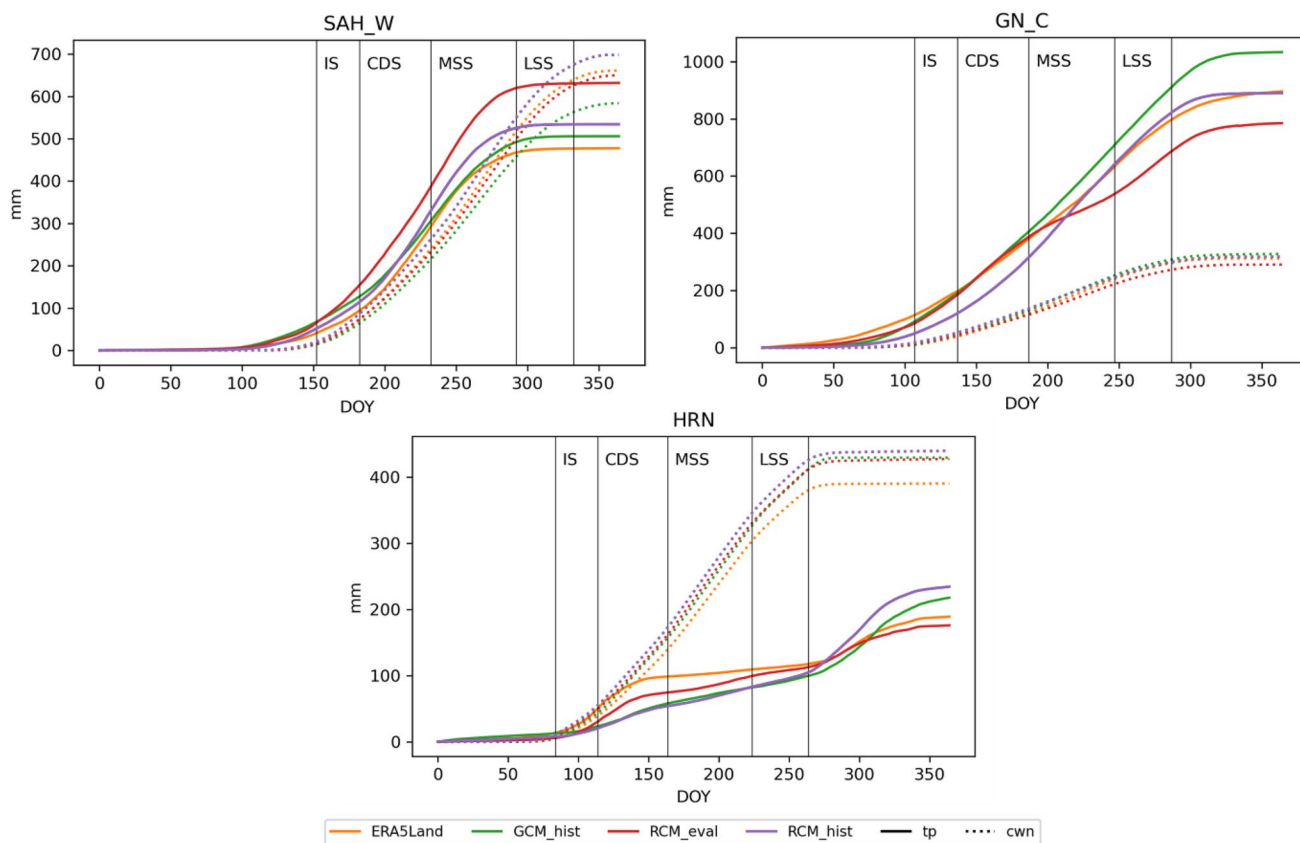 SAH_W
700
600
500
400
300
200
100
0
mm
IS CDS MSS LSS
0 50 100 150 200 250 300 350
DOY
GN_C
1000
800
600
400
200
0
mm
IS CDS MSS LSS
0 50 100 150 200 250 300 350
DOY
HRN
400
300
200
100
0
mm
IS CDS MSS LSS
0 50 100 150 200 250 300 350
DOY
ERA5Land GCM_hist RCM_eval RCM_hist tp cwn